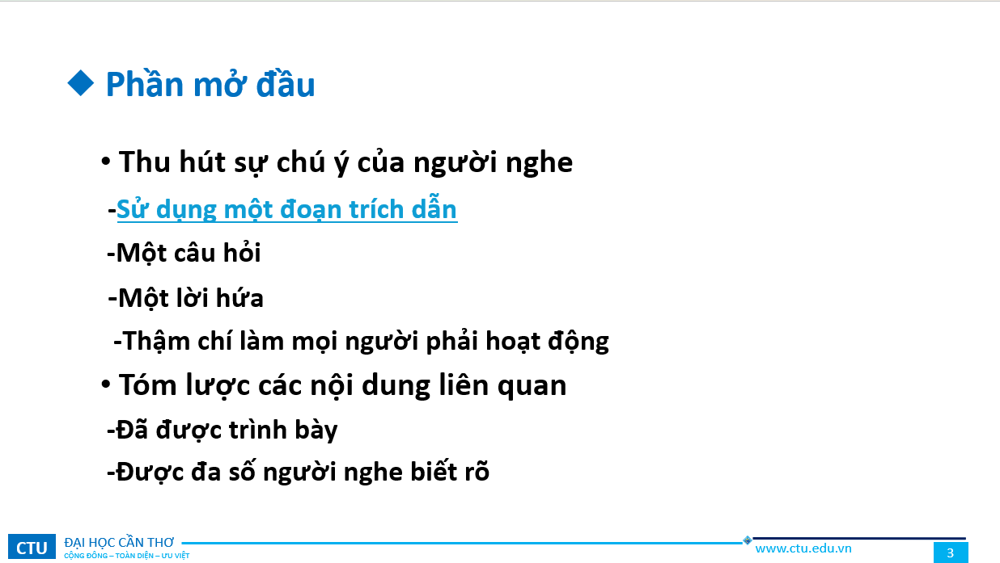 Phần mở đầu
• Thu hút sự chú ý của người nghe
-Sử dụng một đoạn trích dẫn
-Một câu hỏi
-Một lời hứa
-Thậm chí làm mọi người phải hoạt động
• Tóm lược các nội dung liên quan
-Đã được trình bày
-Được đa số người nghe biết rõ
CTU
ĐẠI HỌC CẦN THƠ
CỘNG ĐỒNG – TOÀN DIỆN – ƯU VIỆT
www.ctu.edu.vn
3